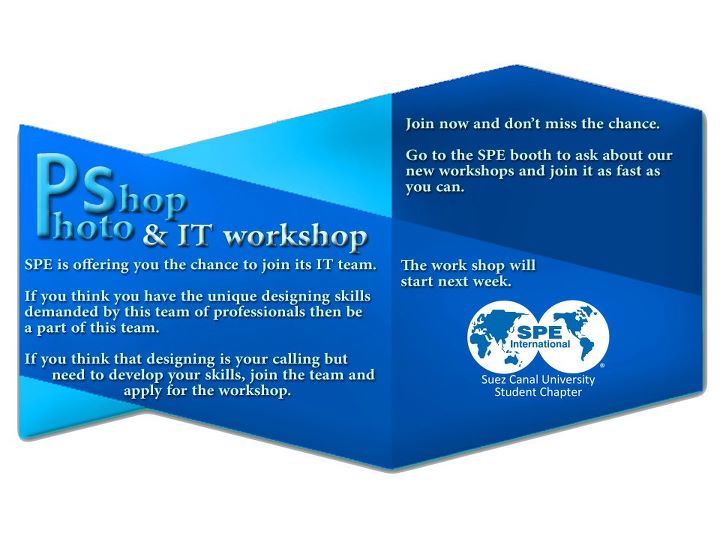 PShop
Photo & IT workshop
SPE is offering you the chance to join its IT team.
If you think you have the unique designing skills
demanded by this team of professionals then be
a part of this team.
If you think that designing is your calling but
need to develop your skills, join the team and
apply for the workshop.
Join now and don't miss the chance.
Go to the SPE booth to ask about our
new workshops and join it as fast as
you can.
The work shop will
start next week.
SPE
International
®
Suez Canal University
Student Chapter